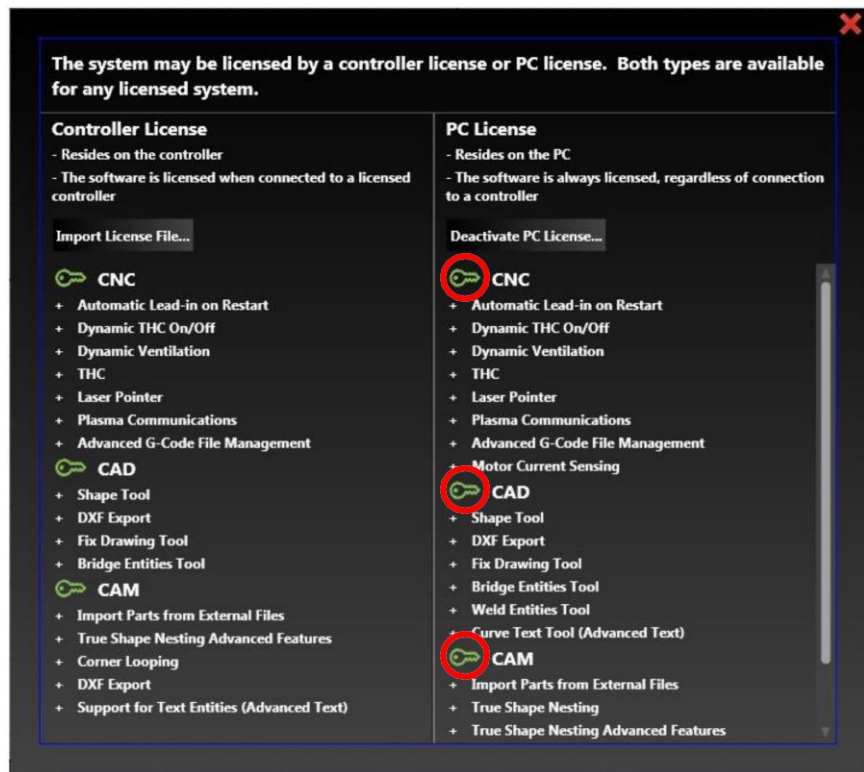 The system may be licensed by a controller license or PC license. Both types are available
for any licensed system.
Controller License
- Resides on the controller
- The software is licensed when connected to a licensed
controller
Import License File...
CNC
+ Automatic Lead-in on Restart
+ Dynamic THC On/Off
+ Dynamic Ventilation
+ THC
+ Laser Pointer
+ Plasma Communications
+ Advanced G-Code File Management
CAD
+ Shape Tool
+ DXF Export
+ Fix Drawing Tool
+ Bridge Entities Tool
CAM
+ Import Parts from External Files
+ True Shape Nesting Advanced Features
+ Corner Looping
+ DXF Export
+ Support for Text Entities (Advanced Text)
PC License
- Resides on the PC
- The software is always licensed, regardless of connection
to a controller
Deactivate PC License...
CNC
+ Automatic Lead-in on Restart
+ Dynamic THC On/Off
+ Dynamic Ventilation
+ THC
+ Laser Pointer
+ Plasma Communications
+ Advanced G-Code File Management
+ Motor Current Sensing
CAD
+ Shape Tool
+ DXF Export
+ Fix Drawing Tool
+ Bridge Entities Tool
+ Weld Entities Tool
+ Curve Text Tool (Advanced Text)
CAM
+ Import Parts from External Files
+ True Shape Nesting
+ True Shape Nesting Advanced Features